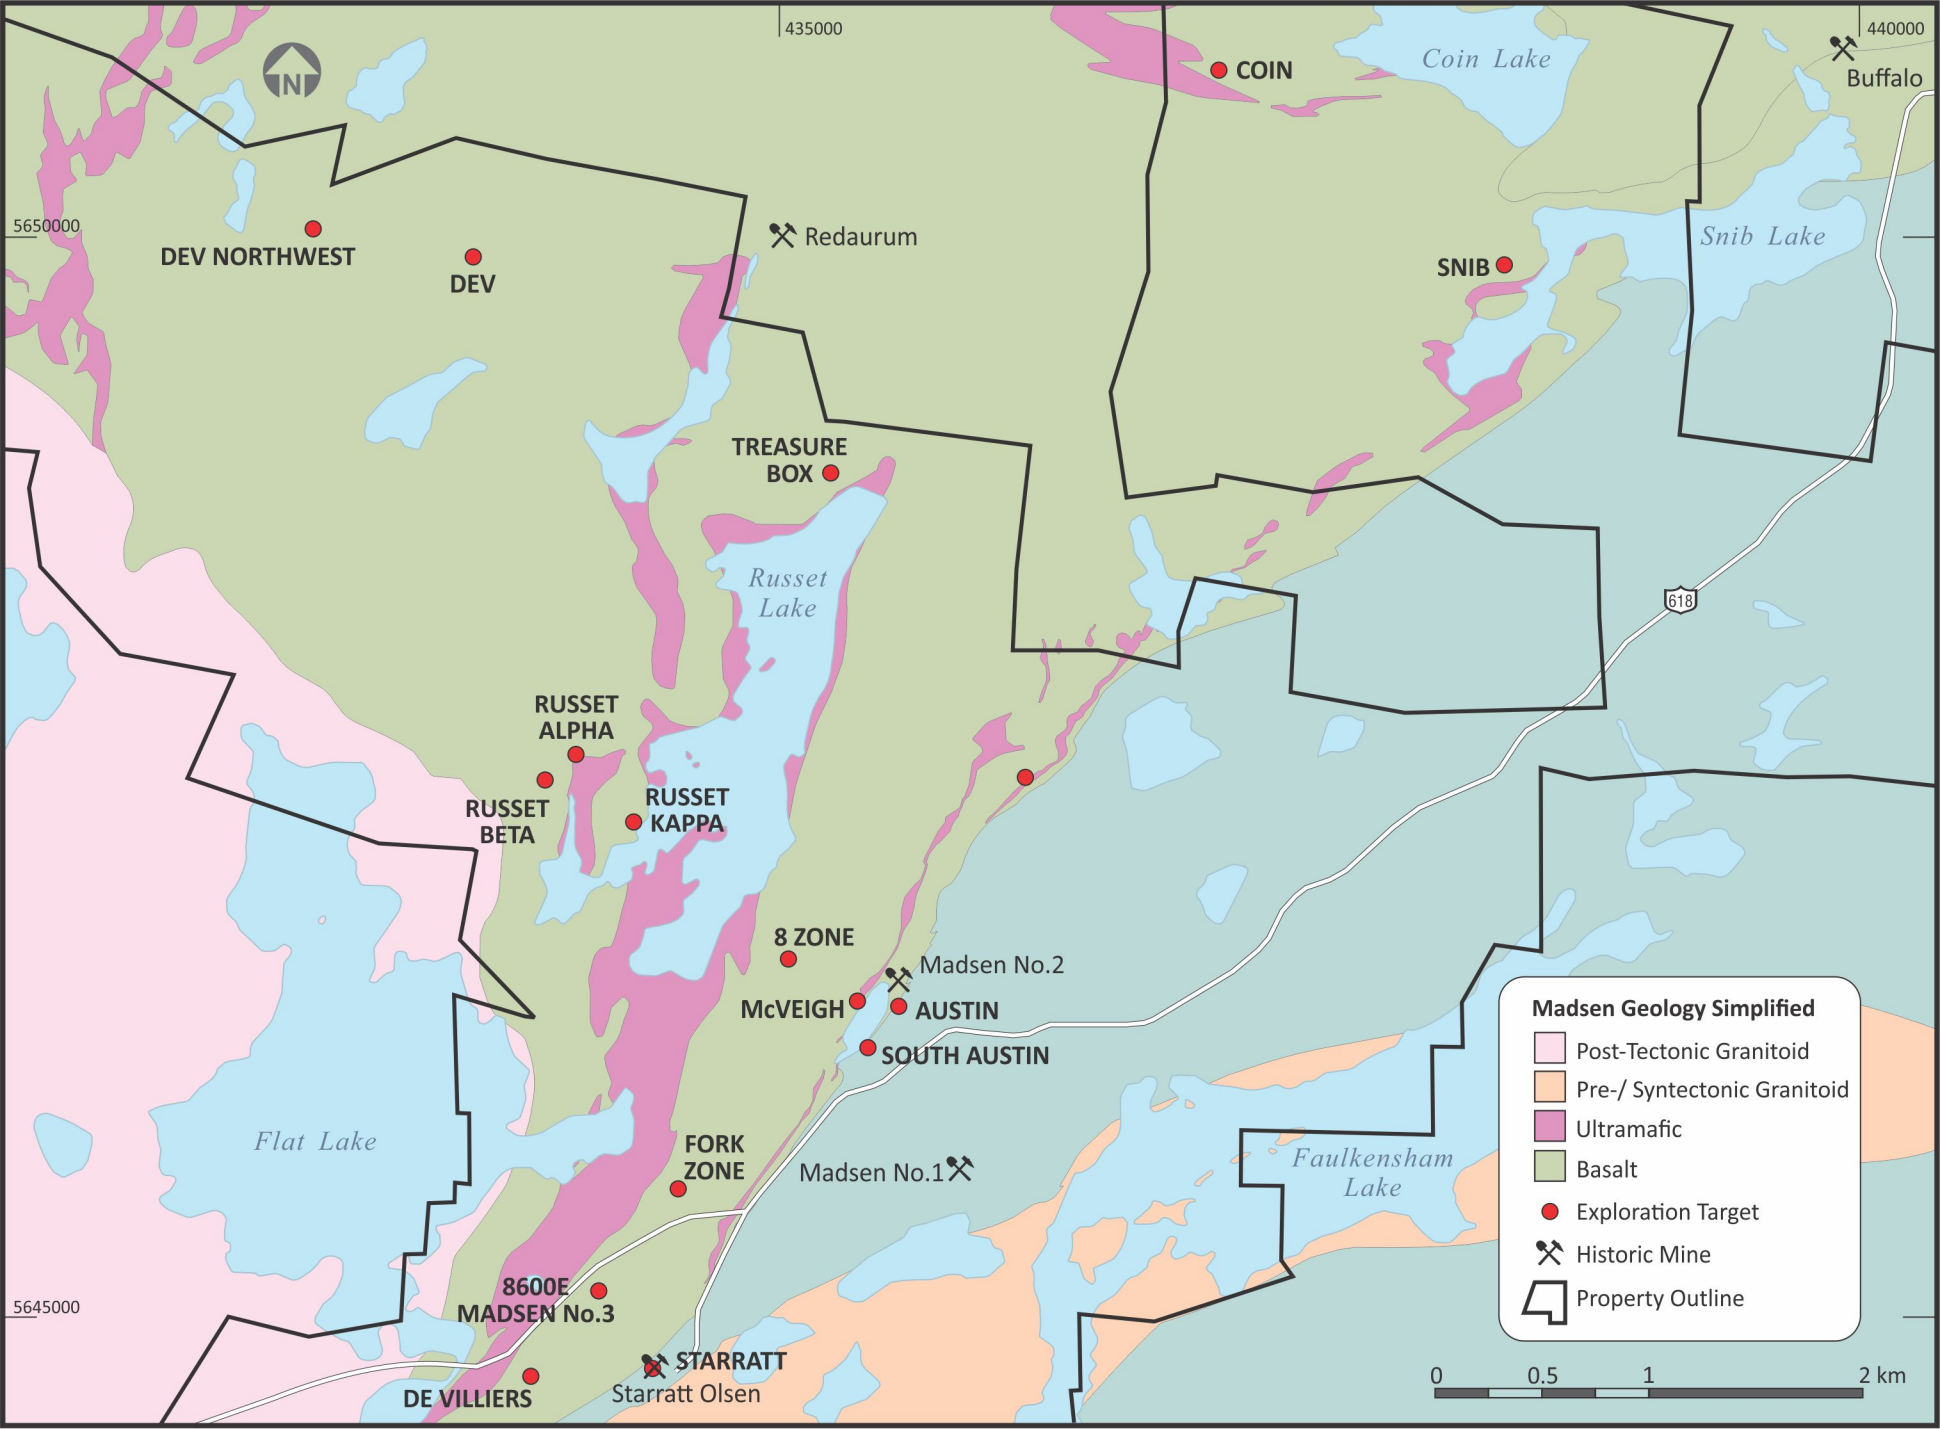 435000
440000
N
COIN
Coin Lake
Buffalo
5650000
DEV NORTHWEST
DEV
Redaurum
SNIB
Snib Lake
TREASURE
BOX
Russet
Lake
618
RUSSET
ALPHA
RUSSET
BETA
RUSSET
KAPPA
8 ZONE
Madsen No.2
McVEIGH
AUSTIN
SOUTH AUSTIN
Flat Lake
FORK
ZONE
Madsen No.1
Faulkensham
Lake
5645000
8600E
MADSEN No.3
STARRATT
Starratt Olsen
DE VILLIERS
Madsen Geology Simplified
Post-Tectonic Granitoid
Pre-/ Syntectonic Granitoid
Ultramafic
Basalt
Exploration Target
Historic Mine
Property Outline
0 0.5 1 2 km